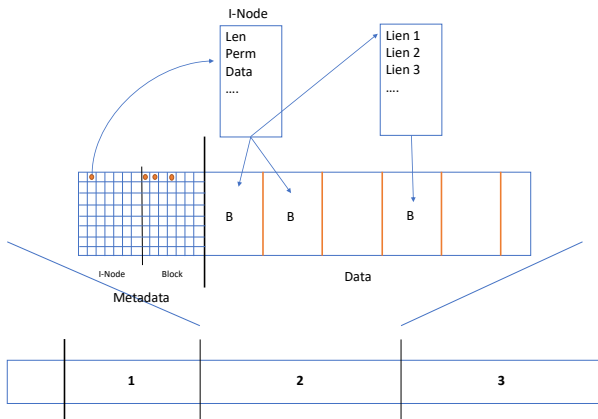 I-Node
Len
Perm
Data
....
Lien 1
Lien 2
Lien 3
....
B
B
B
I-Node
Block
Metadata
Data
1
2
3